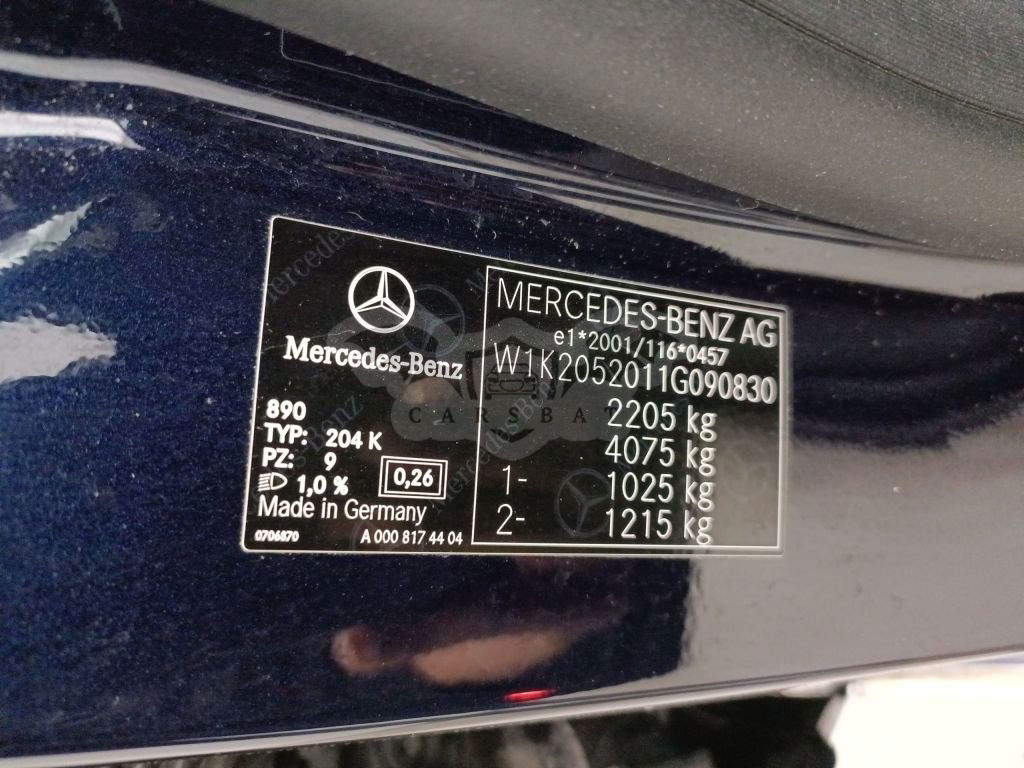 Mercedes-Benz
890
TYP: 204 K
PZ: 9
0,26
1,0 %
Made in Germany
0706870
A 000 817 44 04
MERCEDES-BENZ AG
e1*2001/116*0457
W1K2052011G090830
2205 kg
4075 kg
1- 1025 kg
2- 1215 kg
CARSBAT